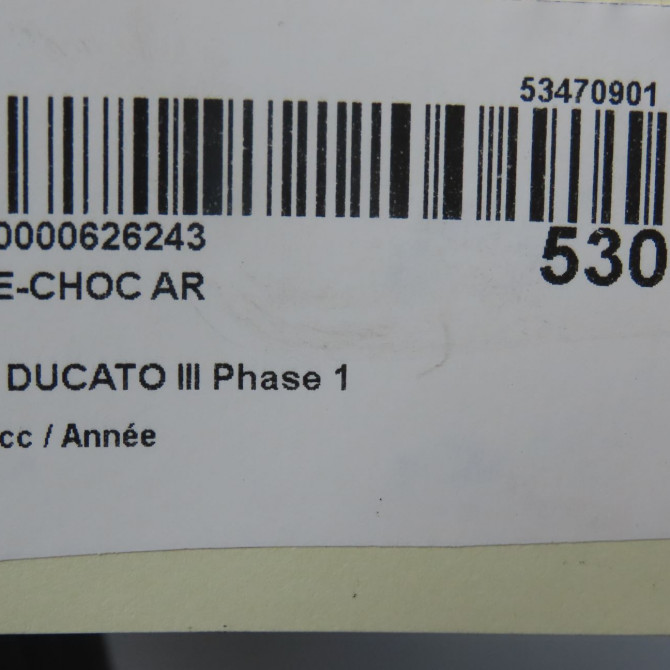 53470901
0000626243
530
E-CHOC AR
DUCATO III Phase 1
cc / Année